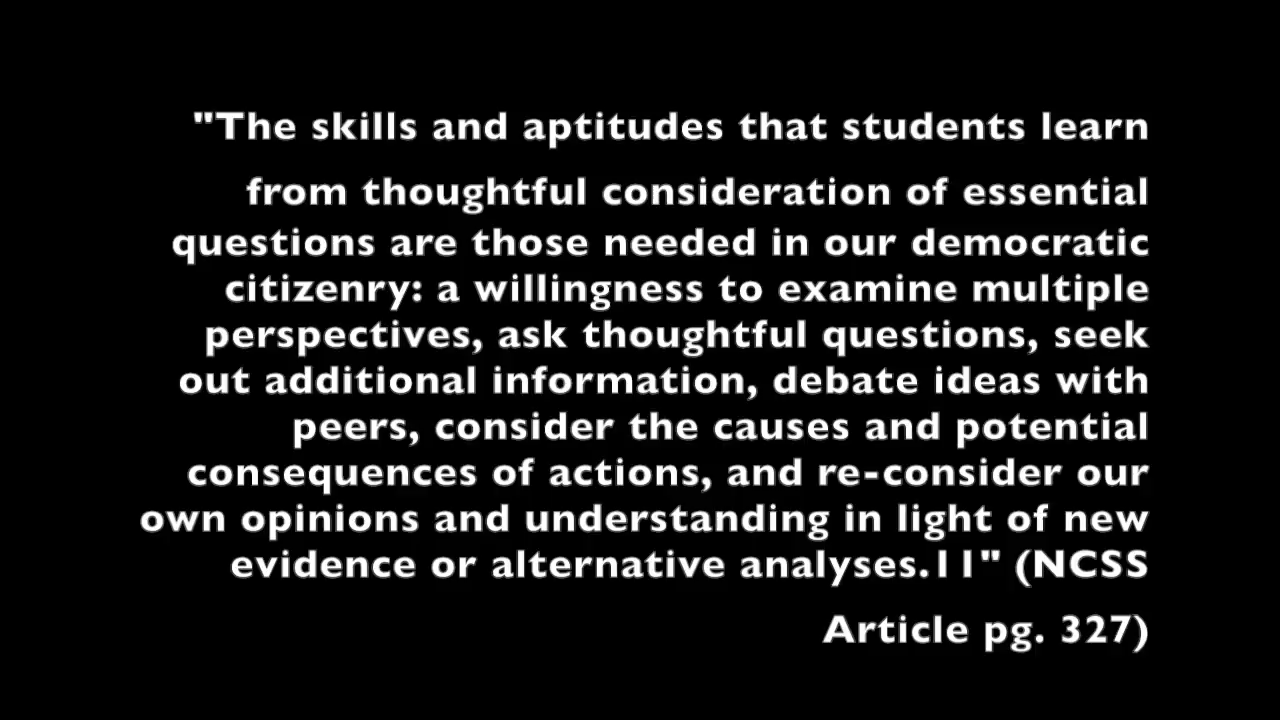 "The skills and aptitudes that students learn
from thoughtful consideration of essential
questions are those needed in our democratic
citizenry: a willingness to examine multiple
perspectives, ask thoughtful questions, seek
out additional information, debate ideas with
peers, consider the causes and potential
consequences of actions, and re-consider our
own opinions and understanding in light of new
evidence or alternative analyses.11" (NCSS
Article pg. 327)